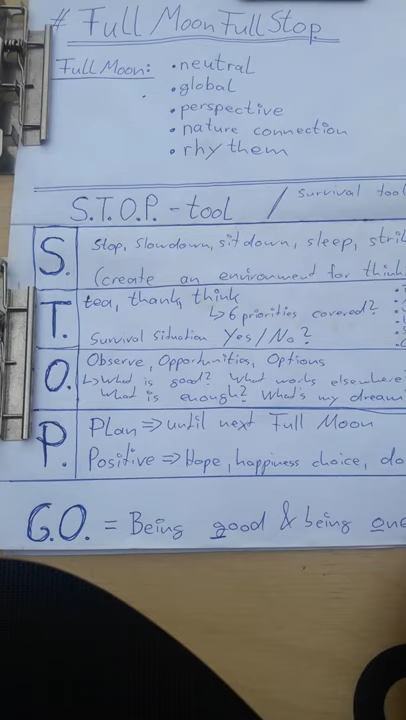 # Full Moon Full Stop
Full Moon: • neutral
• global
• perspective
• nature connection
• rhythem
S.T.O.P. - tool / survival tool
S. Stop, slowdown, sit down, sleep, stri
(create an environment for think
T. tea, thank, think
↳ 6 priorities covered?
Survival situation Yes/No?
O. Observe, Opportunities, Options
↳ What is good? What works elsewhere
What is enough? What's my dream
P. Plan ⇒ until next Full Moon
Positive ⇒ Hope, happiness choice, do
G.O. = Being good & being one